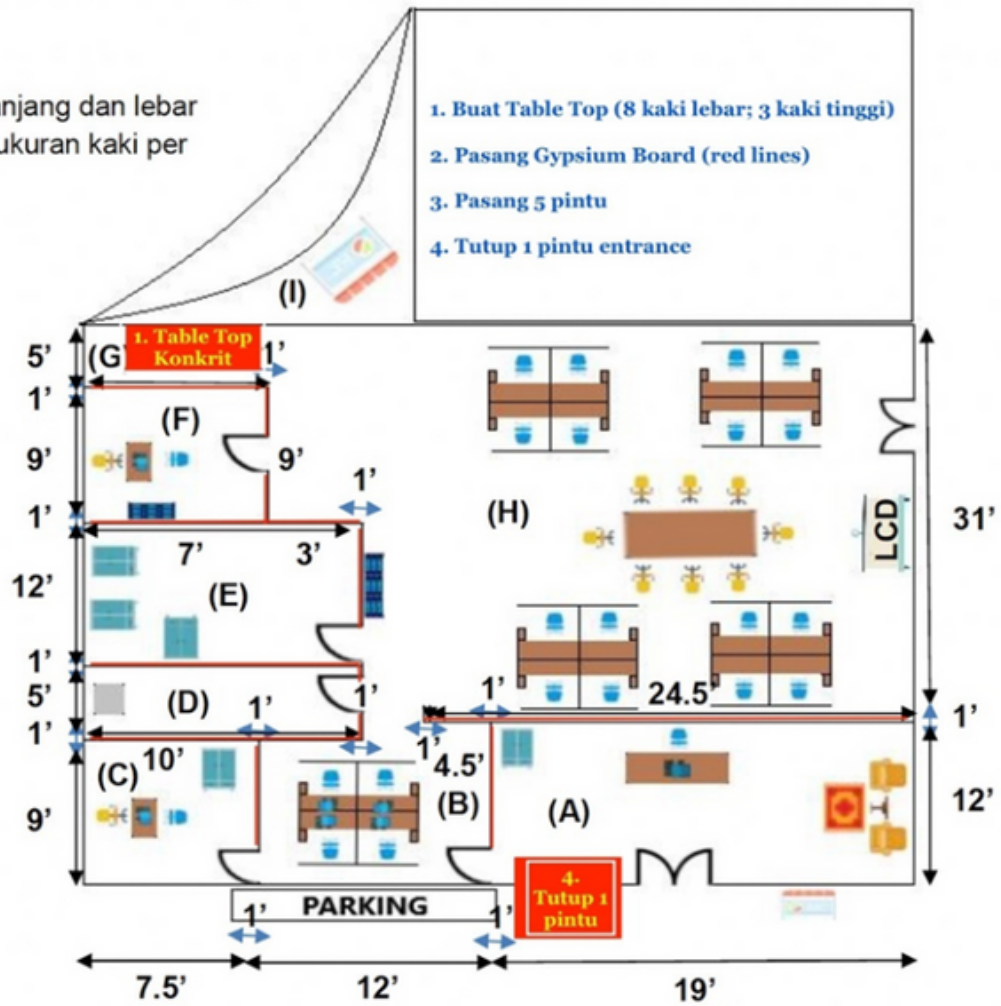 anjang dan lebar
ukuran kaki per
1. Buat Table Top (8 kaki lebar; 3 kaki tinggi)
2. Pasang Gypsium Board (red lines)
3. Pasang 5 pintu
4. Tutup 1 pintu entrance
(I)
5’
(G
1. Table Top
Konkrit
1’
1’
(F)
9’
9’
1’
1’
7’
3’
(H)
LCD
31’
12’
(E)
1’
5’
(D)
1’
1’
1’
24.5’
1’
1’
(C)
10’
1’
4.5’
(B)
(A)
9’
12’
4.
Tutup 1
pintu
PARKING
1’
1’
7.5’
12’
19’